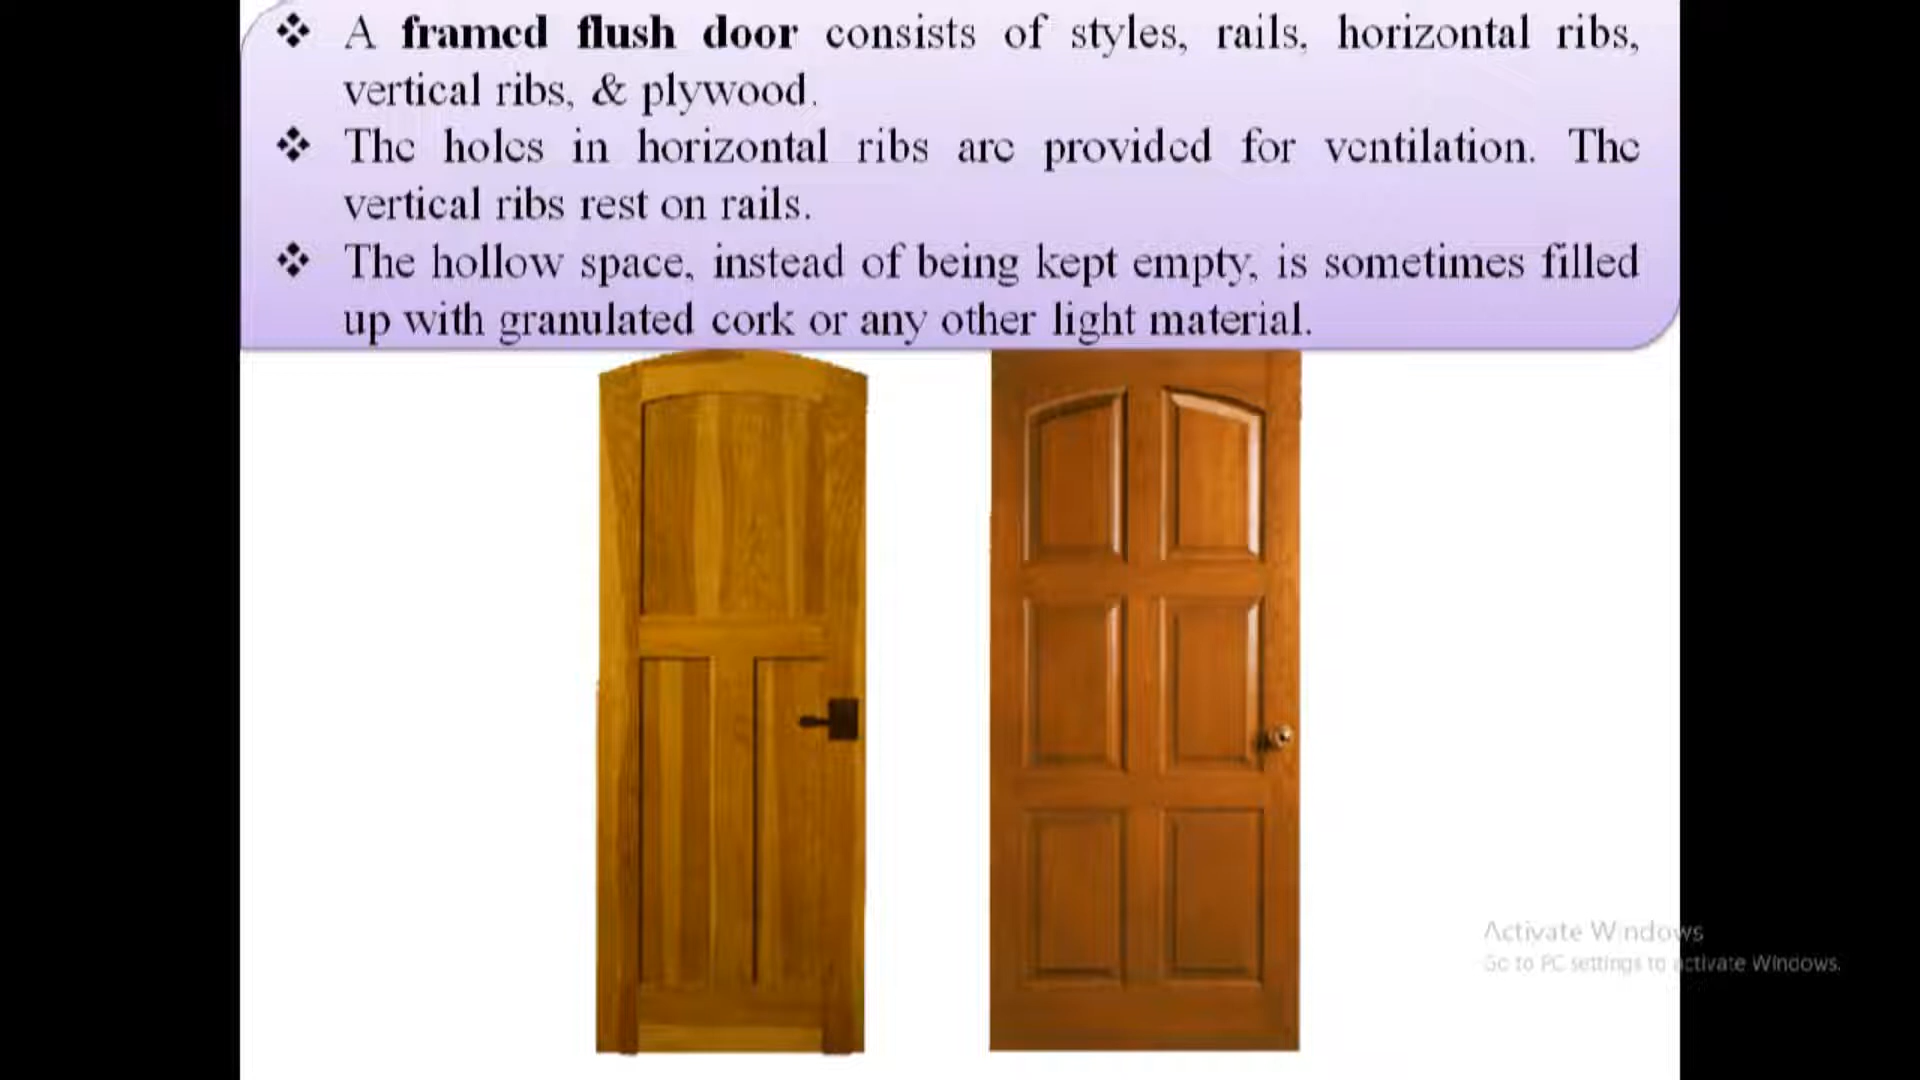 ❖ A framed flush door consists of styles, rails, horizontal ribs,
vertical ribs, & plywood.
❖ The holes in horizontal ribs are provided for ventilation. The
vertical ribs rest on rails.
❖ The hollow space, instead of being kept empty, is sometimes filled
up with granulated cork or any other light material.
Activate Windows
Go to PC settings to activate Windows.